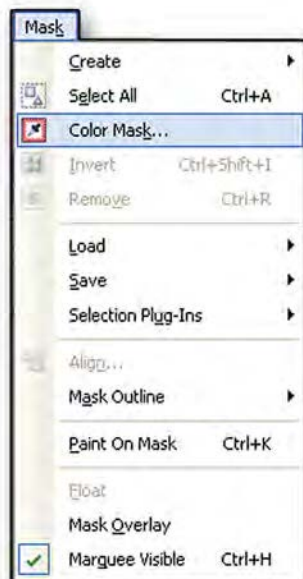 Mask
Create
Select All Ctrl+A
Color Mask...
Invert Ctrl+Shift+I
Remove Ctrl+R
Load
Save
Selection Plug-Ins
Align...
Mask Outline
Paint On Mask Ctrl+K
Float
Mask Overlay
Marquee Visible Ctrl+H